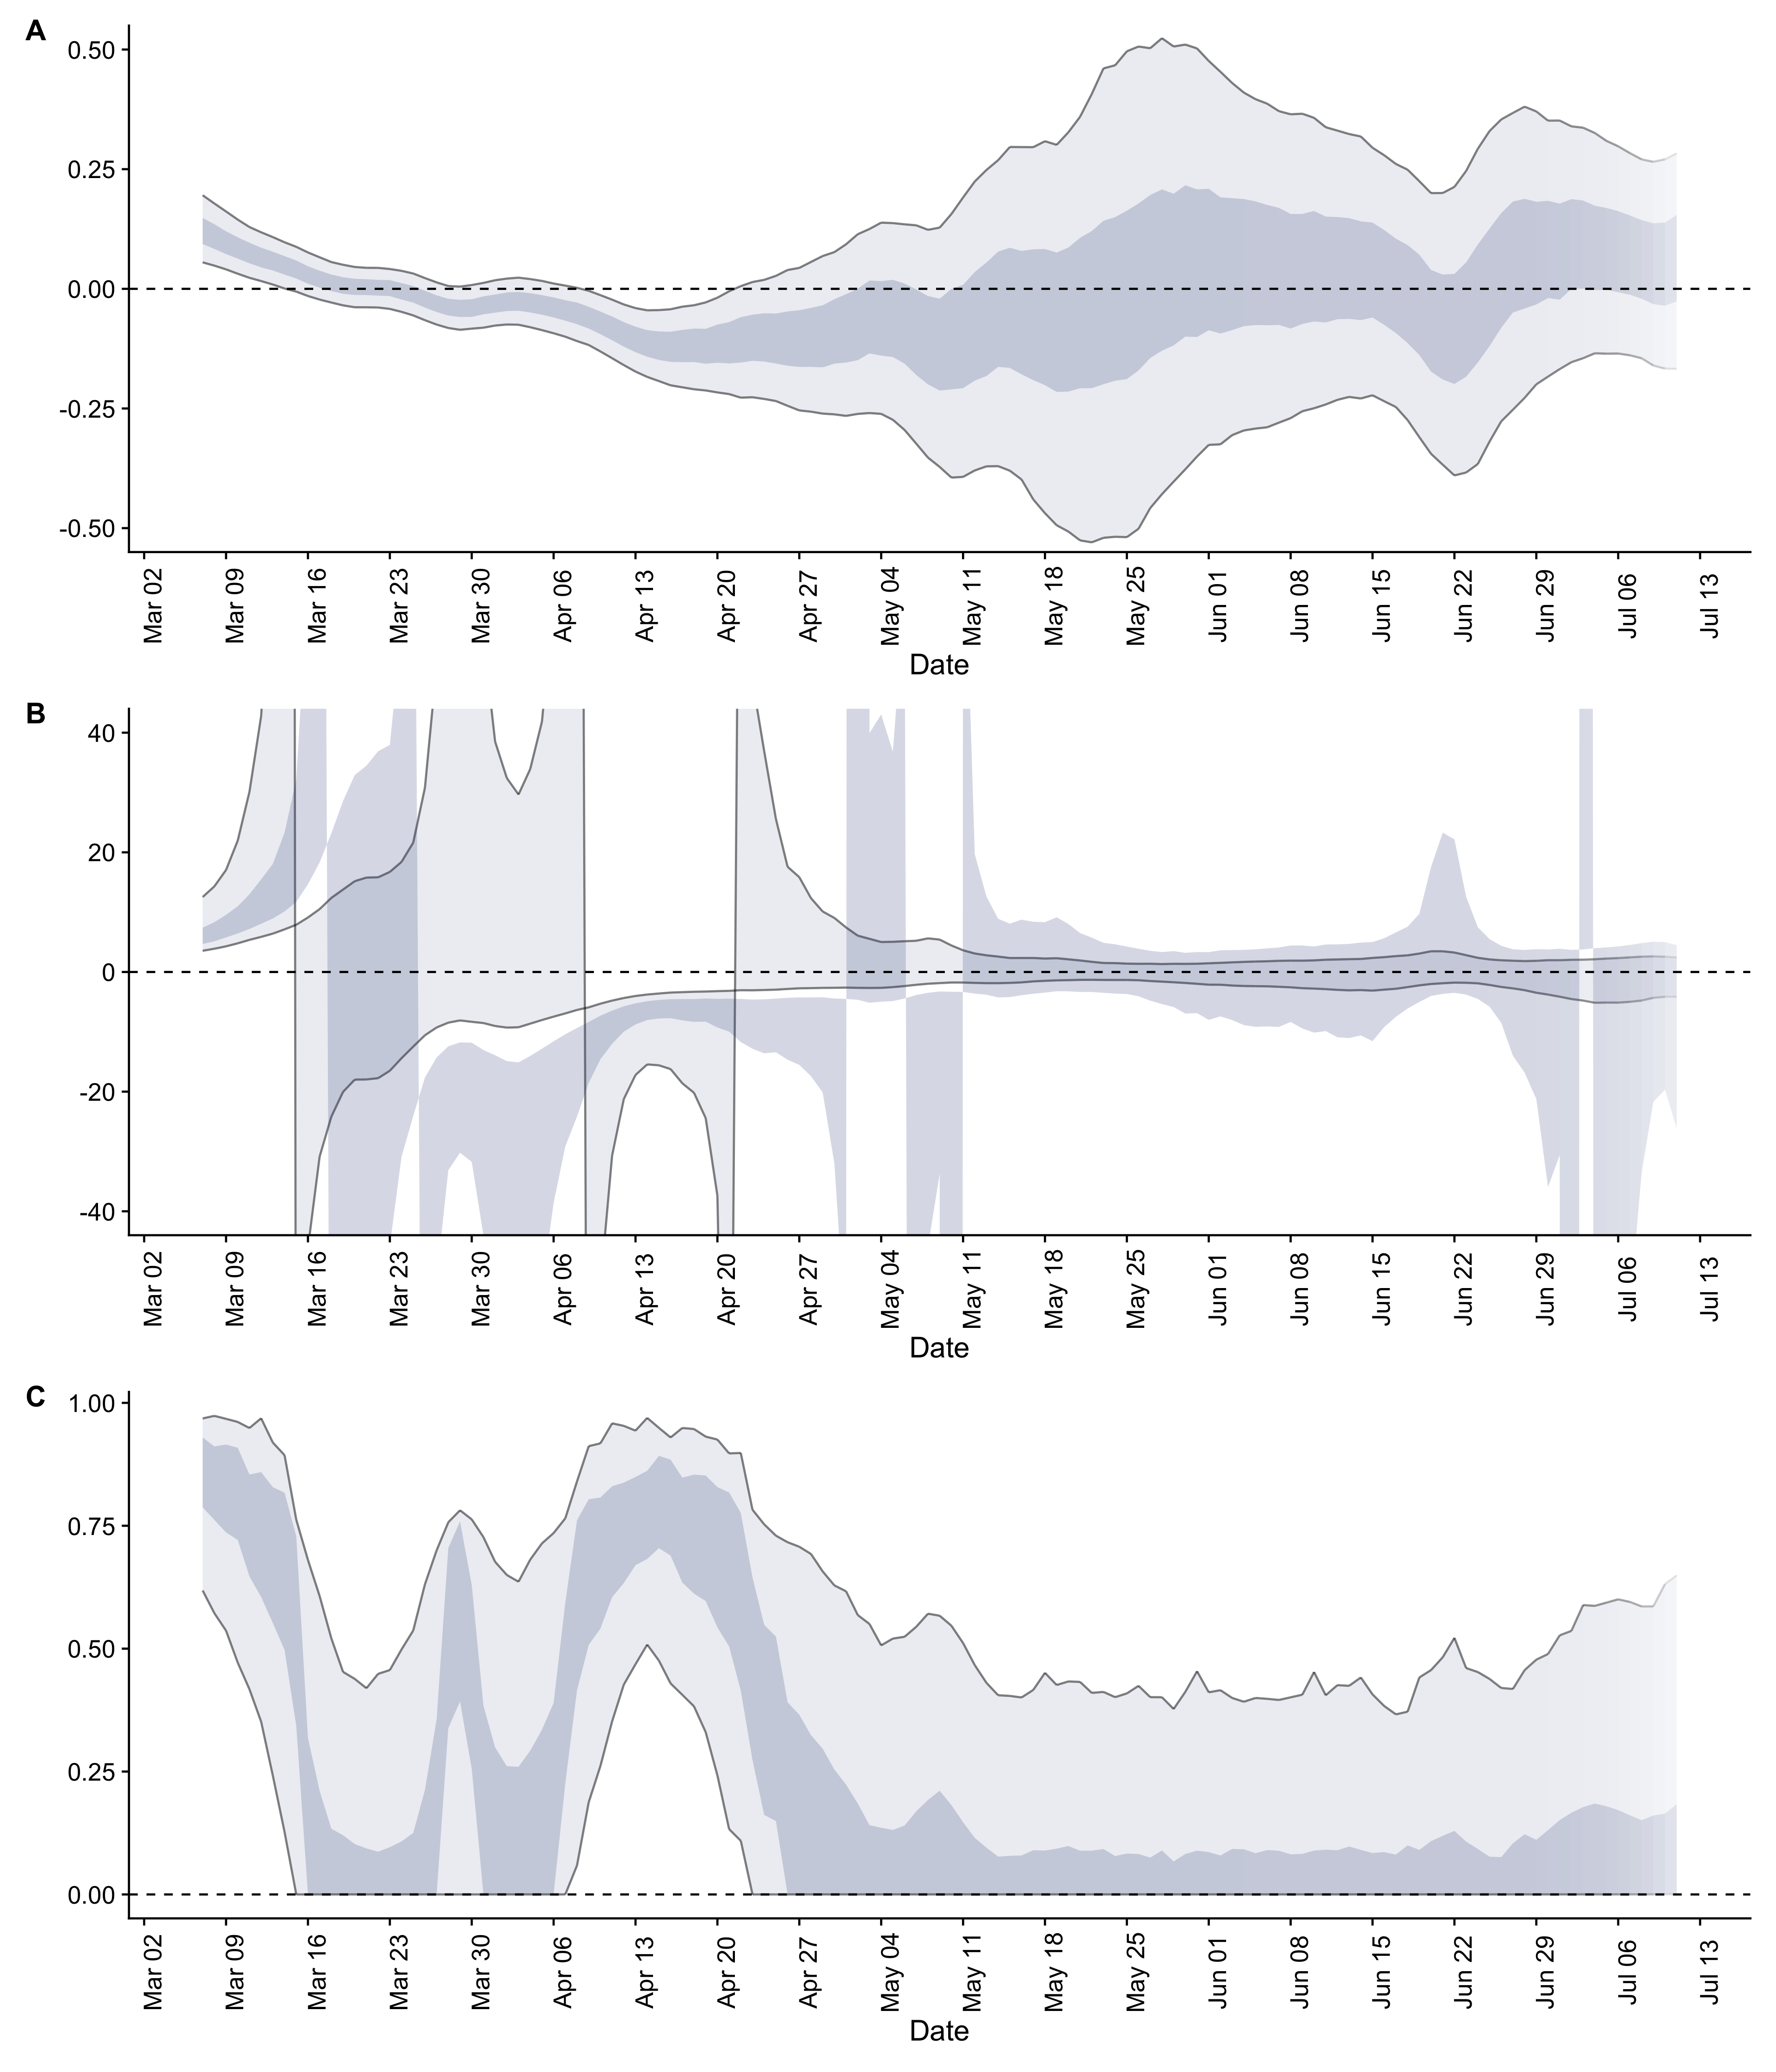 A
0.50
0.25
0.00
-0.25
-0.50
Mar 02
Mar 09
Mar 16
Mar 23
Mar 30
Apr 06
Apr 13
Apr 20
Apr 27
May 04
May 11
May 18
May 25
Jun 01
Jun 08
Jun 15
Jun 22
Jun 29
Jul 06
Jul 13
Date
B
40
20
0
-20
-40
Mar 02
Mar 09
Mar 16
Mar 23
Mar 30
Apr 06
Apr 13
Apr 20
Apr 27
May 04
May 11
May 18
May 25
Jun 01
Jun 08
Jun 15
Jun 22
Jun 29
Jul 06
Jul 13
Date
C
1.00
0.75
0.50
0.25
0.00
Mar 02
Mar 09
Mar 16
Mar 23
Mar 30
Apr 06
Apr 13
Apr 20
Apr 27
May 04
May 11
May 18
May 25
Jun 01
Jun 08
Jun 15
Jun 22
Jun 29
Jul 06
Jul 13
Date